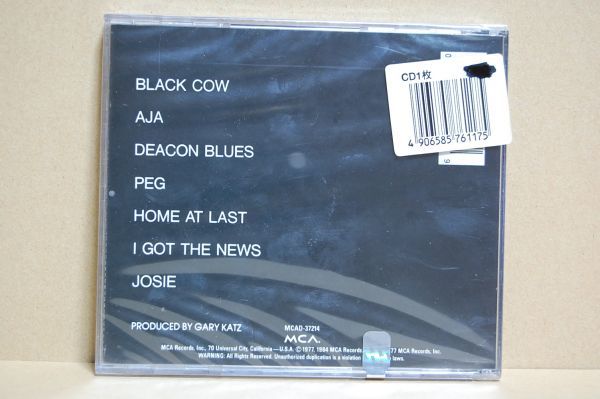 CD1枚
4 906585 761175
BLACK COW
AJA
DEACON BLUES
PEG
HOME AT LAST
I GOT THE NEWS
JOSIE
PRODUCED BY GARY KATZ
MCAD-37214
MCA
MCA Records, Inc., 70 Universal City, California—U.S.A. ©1977, 1984 MCA Records, 77 MCA Records, Inc.
WARNING: All Rights Reserved. Unauthorized duplication is a violation laws.